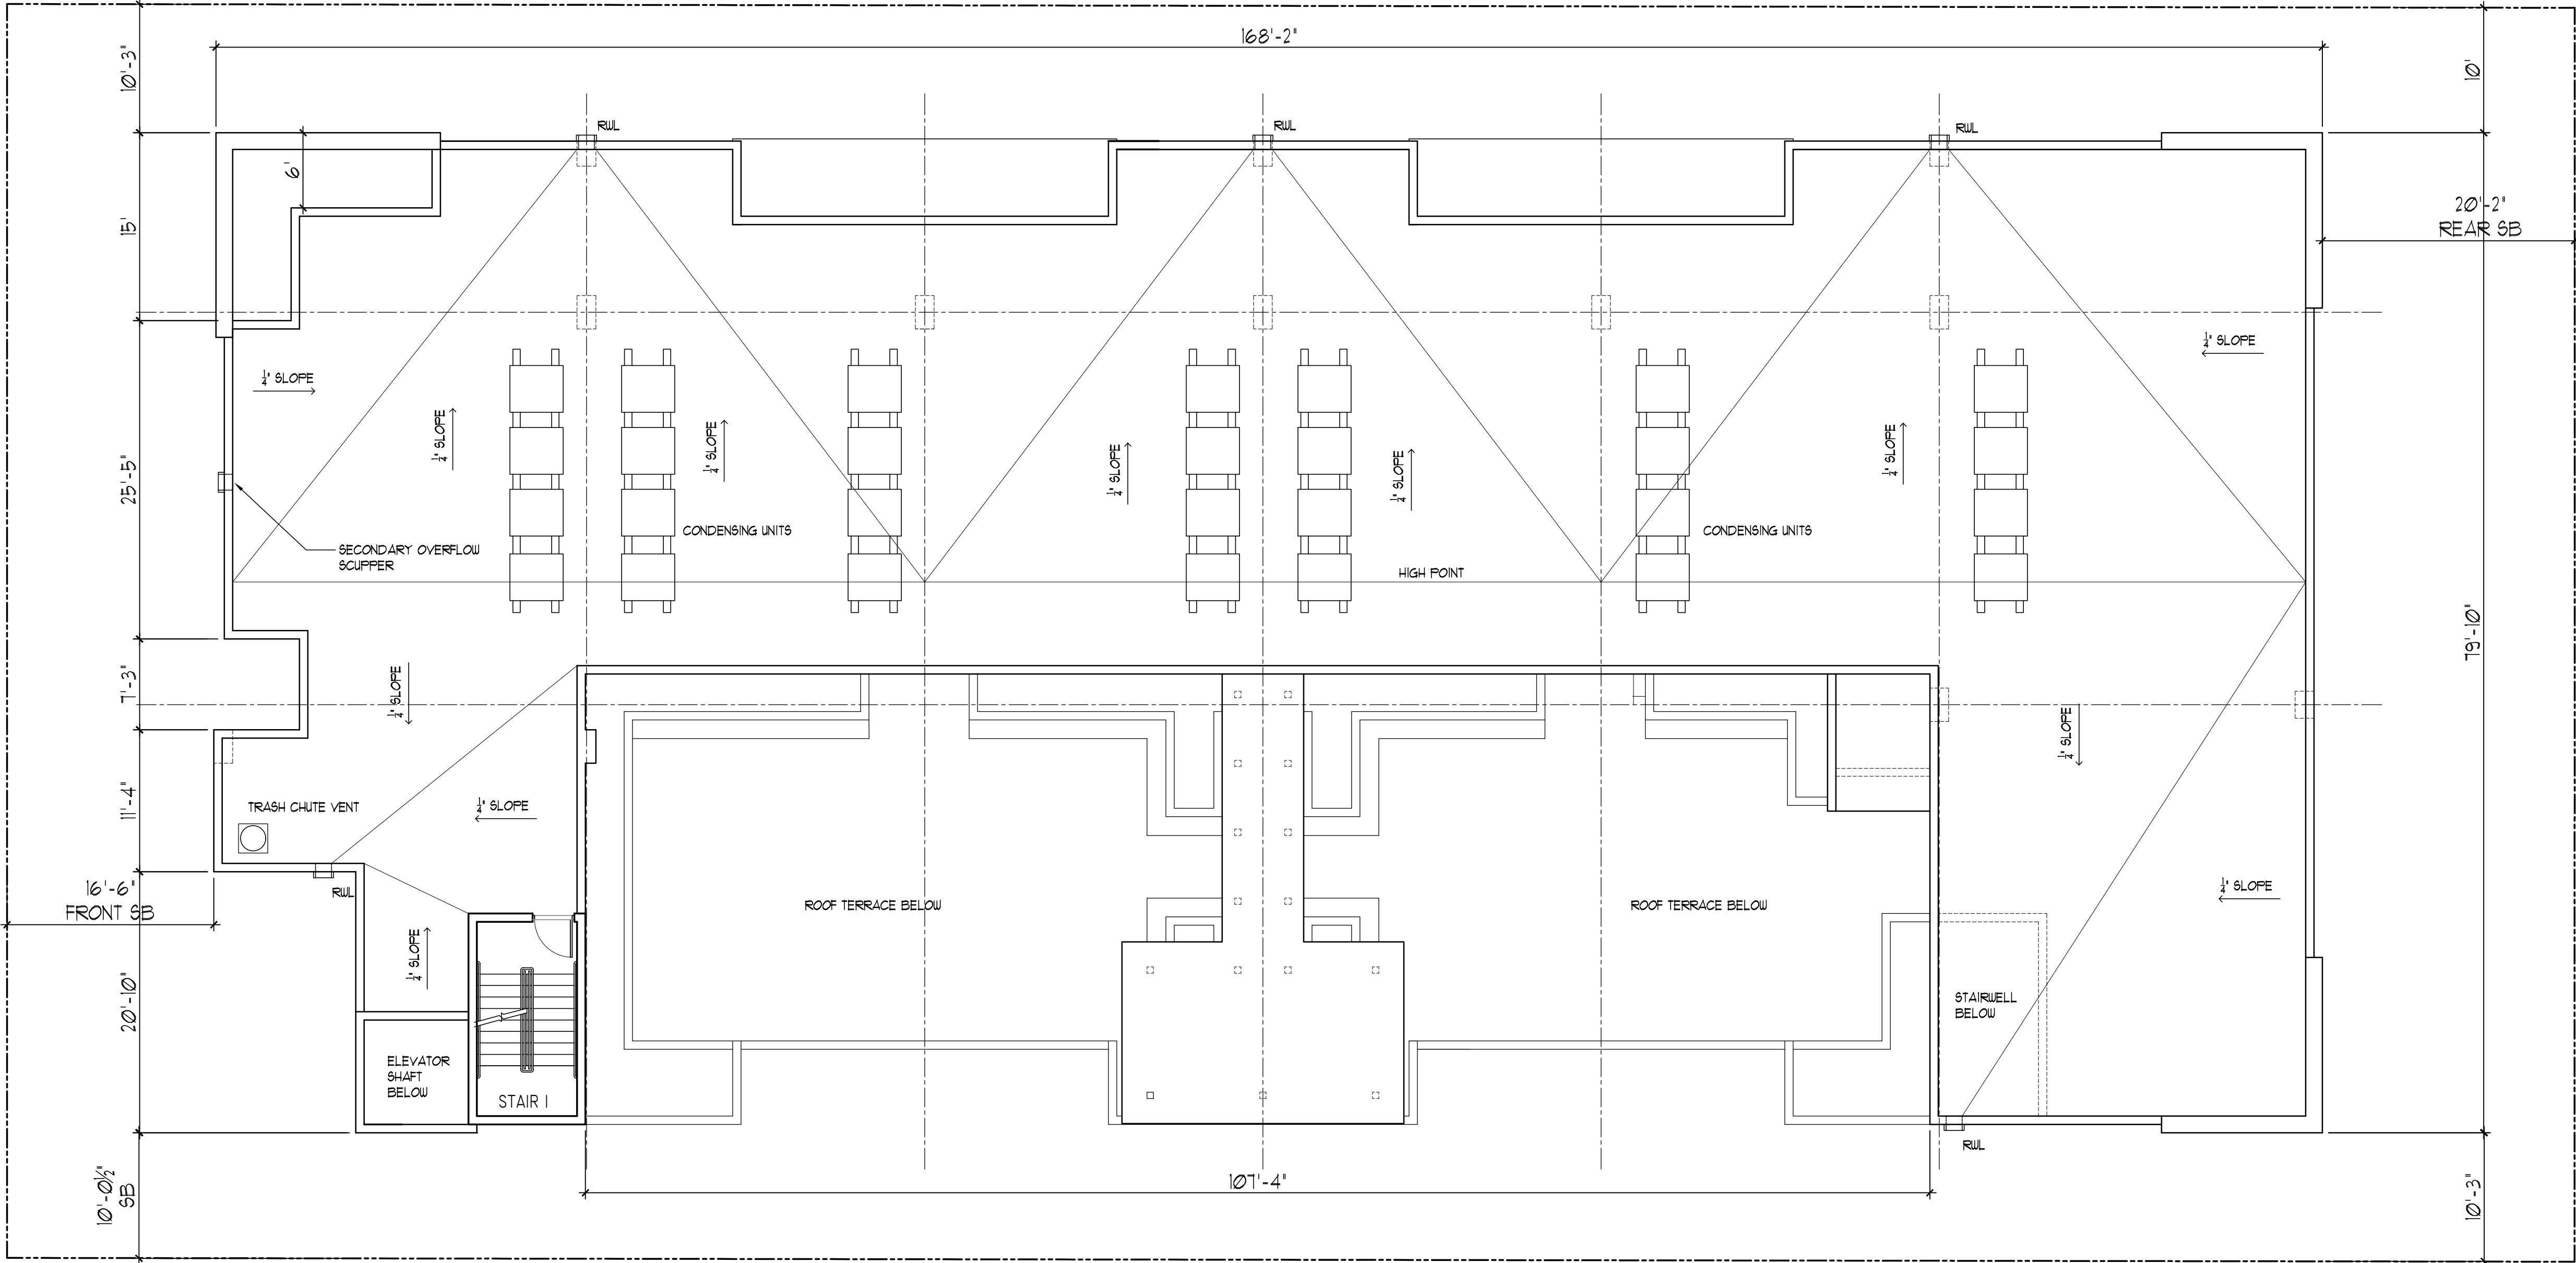 168'-2"
10'-3"
10'
RWL
RWL
RWL
6'
15'
20'-2"
REAR SB
¼" SLOPE
¼" SLOPE
¼" SLOPE
¼" SLOPE
¼" SLOPE
¼" SLOPE
¼" SLOPE
25'-5"
CONDENSING UNITS
CONDENSING UNITS
SECONDARY OVERFLOW
SCUPPER
HIGH POINT
79'-10"
7'-3"
¼" SLOPE
¼" SLOPE
11'-4"
TRASH CHUTE VENT
¼" SLOPE
16'-6"
FRONT SB
RWL
ROOF TERRACE BELOW
ROOF TERRACE BELOW
¼" SLOPE
¼" SLOPE
20'-10"
STAIRWELL
BELOW
ELEVATOR
SHAFT
BELOW
STAIR 1
RWL
107'-4"
10'-0½"
SB
10'-3"